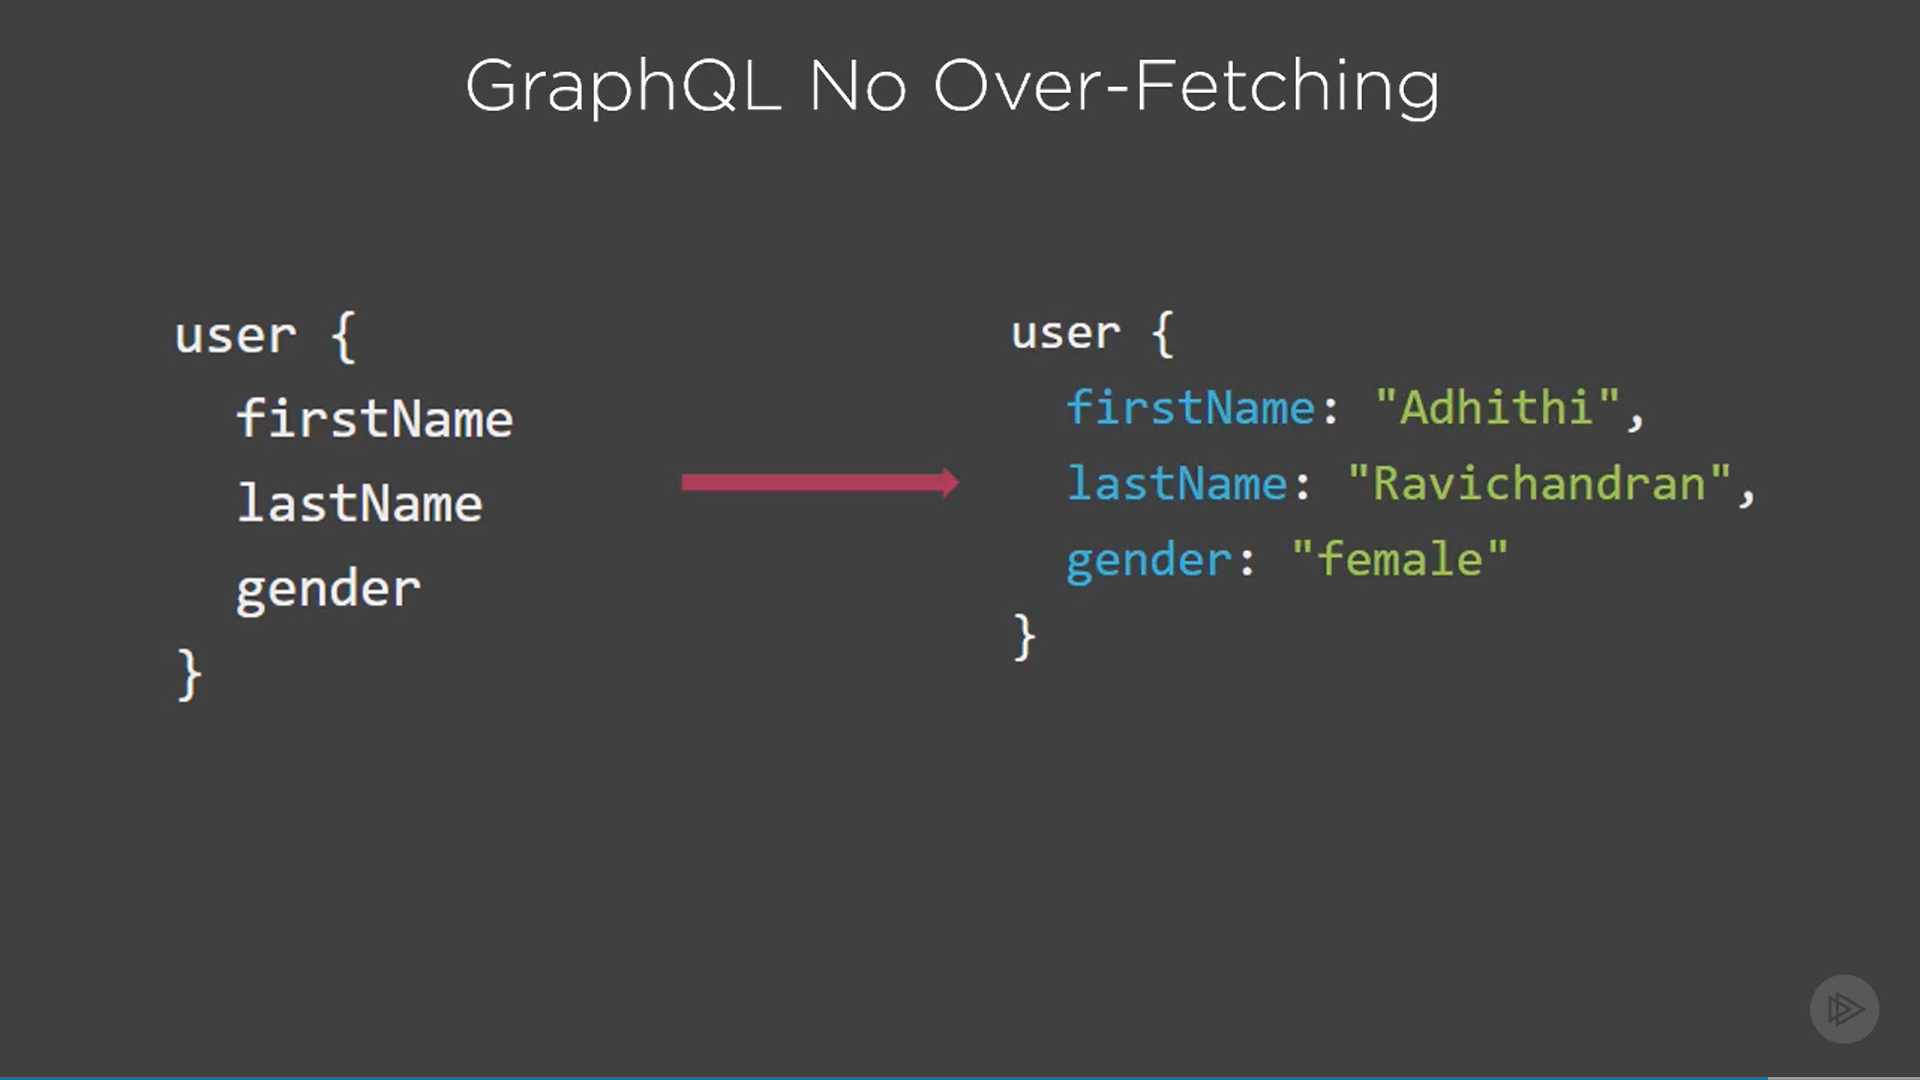 GraphQL No Over-Fetching
user {
firstName
lastName
gender
}
user {
firstName: "Adhithi",
lastName: "Ravichandran",
gender: "female"
}